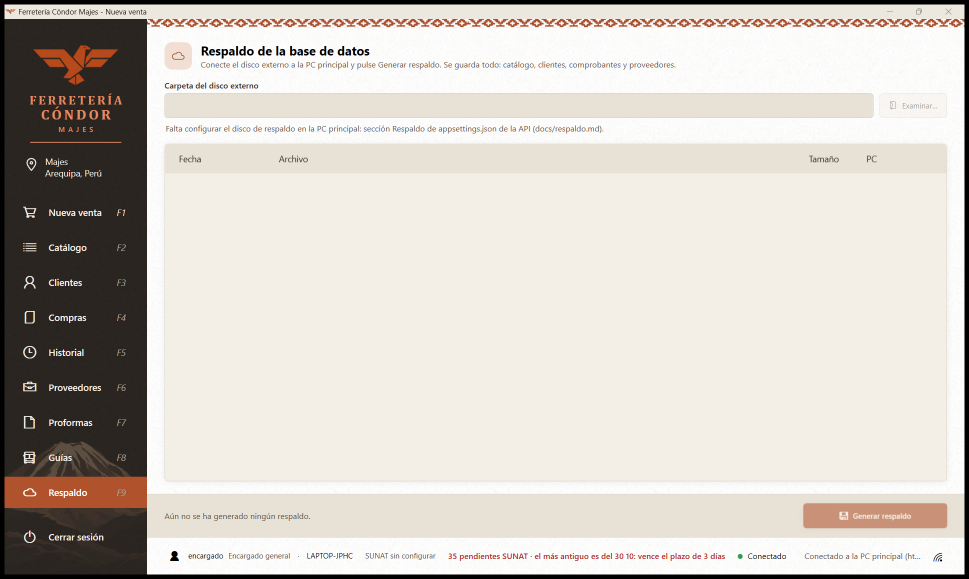 Ferretería Cóndor Majes - Nueva venta
FERRETERÍA
CÓNDOR
MAJES
Majes
Arequipa, Perú
Nueva venta F1
Catálogo F2
Clientes F3
Compras F4
Historial F5
Proveedores F6
Proformas F7
Guías F8
Respaldo F9
Cerrar sesión
Respaldo de la base de datos
Conecte el disco externo a la PC principal y pulse Generar respaldo. Se guarda todo: catálogo, clientes, comprobantes y proveedores.
Carpeta del disco externo
Examinar...
Falta configurar el disco de respaldo en la PC principal: sección Respaldo de appsettings.json de la API (docs/respaldo.md).
Fecha Archivo Tamaño PC
Aún no se ha generado ningún respaldo.
Generar respaldo
encargado Encargado general · LAPTOP-JPHC SUNAT sin configurar 35 pendientes SUNAT - el más antiguo es del 30 10: vence el plazo de 3 días Conectado Conectado a la PC principal (ht...